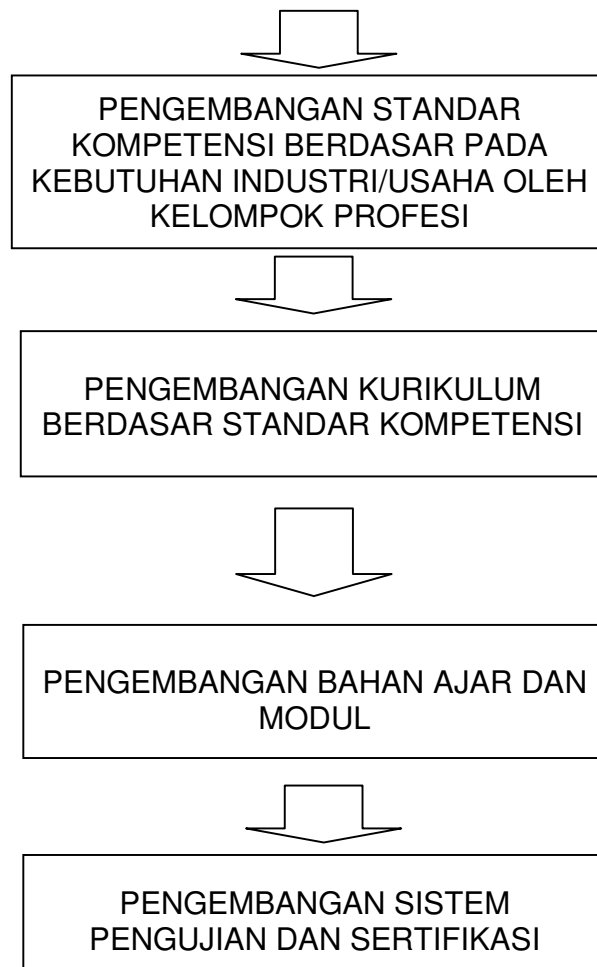 PENGEMBANGAN STANDAR
KOMPETENSI BERDASAR PADA
KEBUTUHAN INDUSTRI/USAHA OLEH
KELOMPOK PROFESI
PENGEMBANGAN KURIKULUM
BERDASAR STANDAR KOMPETENSI
PENGEMBANGAN BAHAN AJAR DAN
MODUL
PENGEMBANGAN SISTEM
PENGUJIAN DAN SERTIFIKASI